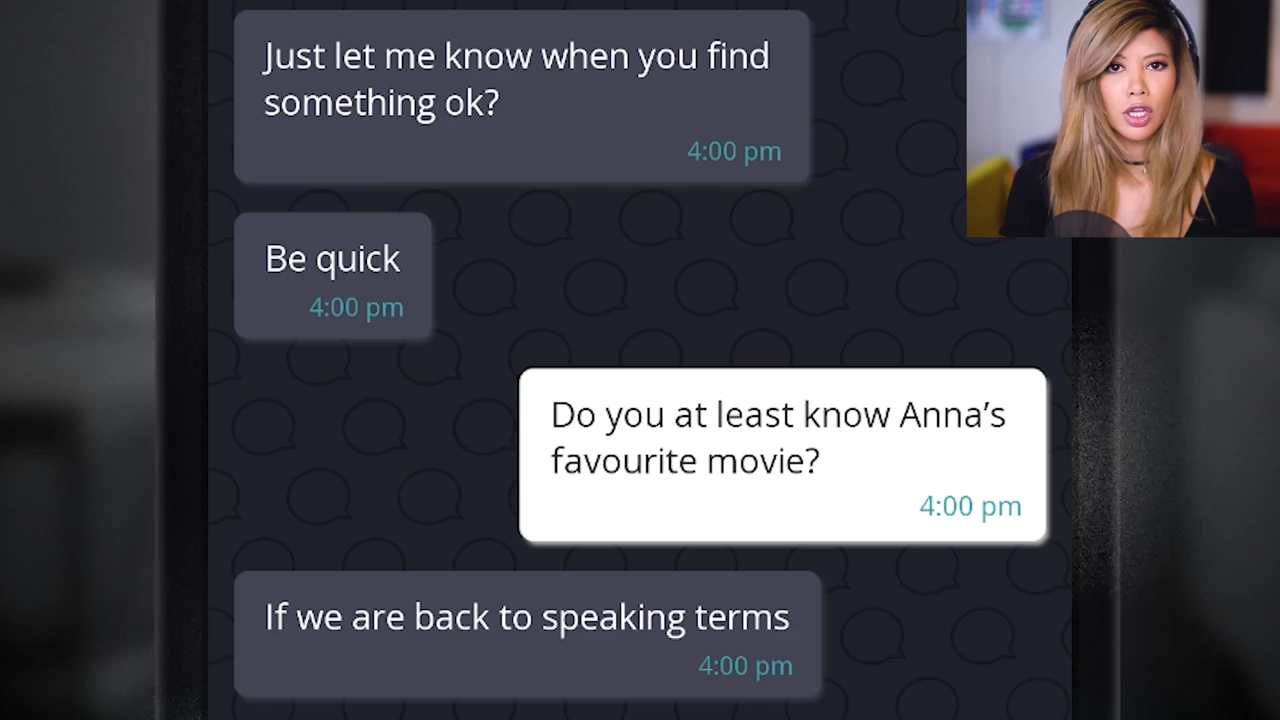 Just let me know when you find
something ok?
4:00 pm
Be quick
4:00 pm
Do you at least know Anna’s
favourite movie?
4:00 pm
If we are back to speaking terms
4:00 pm